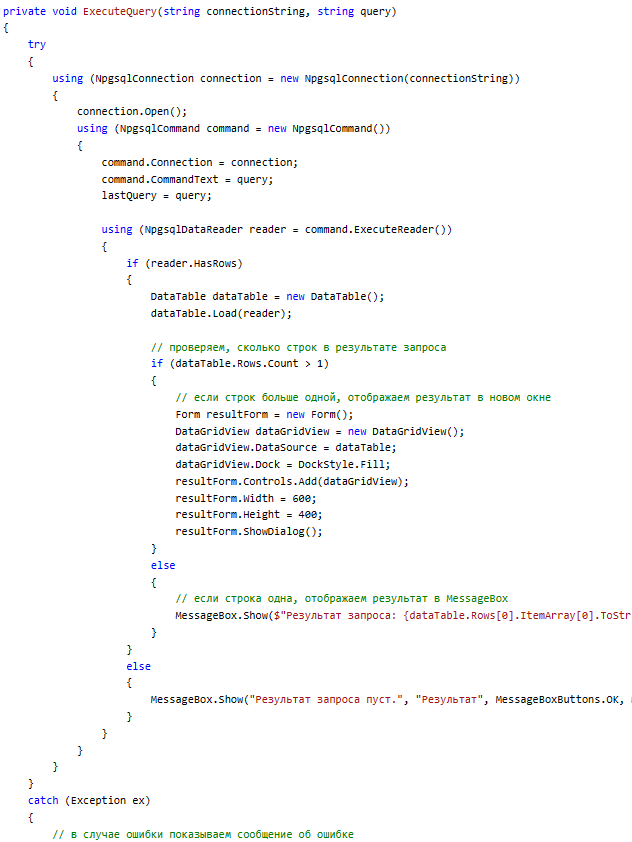 private void ExecuteQuery(string connectionString, string query)
{
    try
    {
        using (NpgsqlConnection connection = new NpgsqlConnection(connectionString))
        {
            connection.Open();
            using (NpgsqlCommand command = new NpgsqlCommand())
            {
                command.Connection = connection;
                command.CommandText = query;
                lastQuery = query;

                using (NpgsqlDataReader reader = command.ExecuteReader())
                {
                    if (reader.HasRows)
                    {
                        DataTable dataTable = new DataTable();
                        dataTable.Load(reader);

                        // проверяем, сколько строк в результате запроса
                        if (dataTable.Rows.Count > 1)
                        {
                            // если строк больше одной, отображаем результат в новом окне
                            Form resultForm = new Form();
                            DataGridView dataGridView = new DataGridView();
                            dataGridView.DataSource = dataTable;
                            dataGridView.Dock = DockStyle.Fill;
                            resultForm.Controls.Add(dataGridView);
                            resultForm.Width = 600;
                            resultForm.Height = 400;
                            resultForm.ShowDialog();
                        }
                        else
                        {
                            // если строка одна, отображаем результат в MessageBox
                            MessageBox.Show($"Результат запроса: {dataTable.Rows[0].ItemArray[0].ToStr
                        }
                    }
                    else
                    {
                        MessageBox.Show("Результат запроса пуст.", "Результат", MessageBoxButtons.OK,
                    }
                }
            }
        }
    }
    catch (Exception ex)
    {
        // в случае ошибки показываем сообщение об ошибке